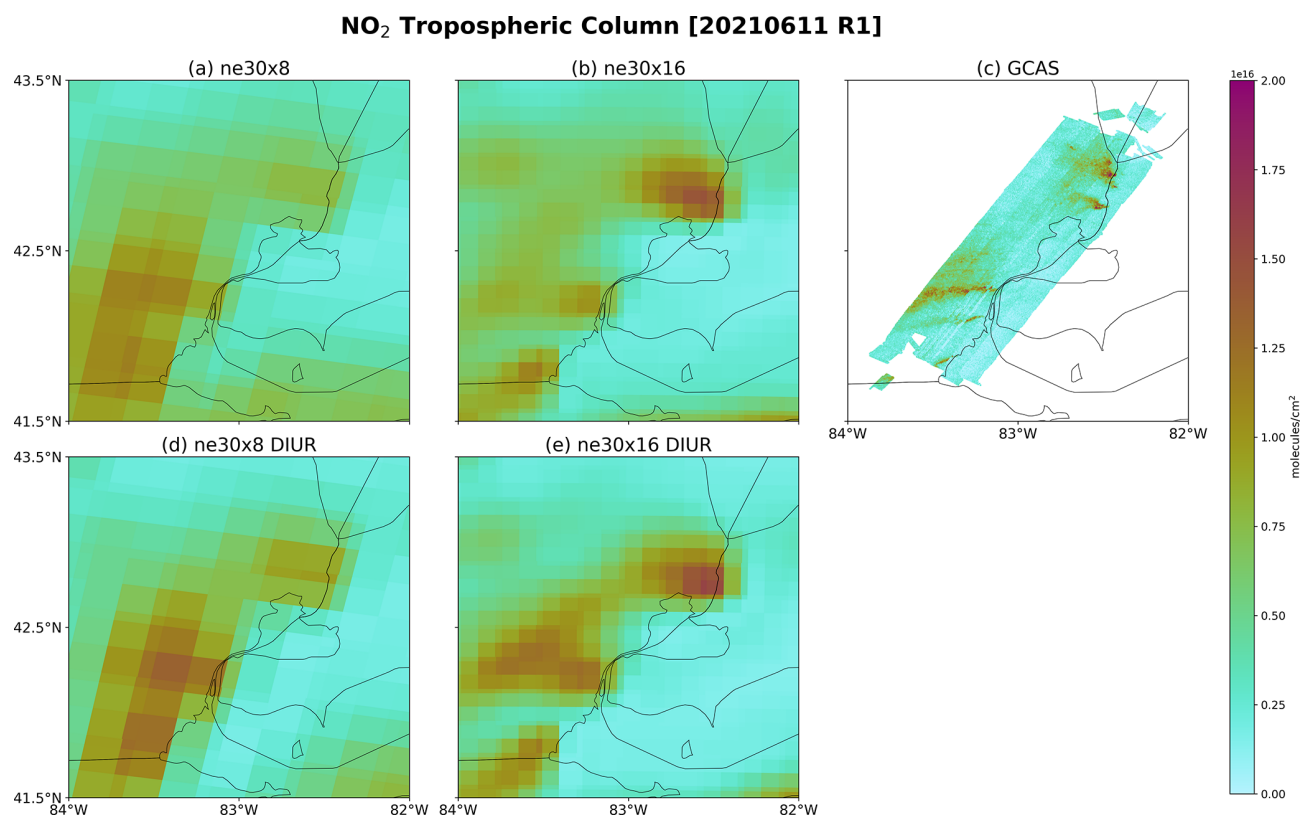 NO₂ Tropospheric Column [20210611 R1]
(a) ne30x8
(b) ne30x16
(c) GCAS
43.5°N
42.5°N
41.5°N
84°W
83°W
82°W
1e16
2.00
1.75
1.50
1.25
1.00
0.75
0.50
0.25
0.00
molecules/cm²
(d) ne30x8 DIUR
(e) ne30x16 DIUR
43.5°N
42.5°N
41.5°N
84°W
83°W
82°W
84°W
83°W
82°W